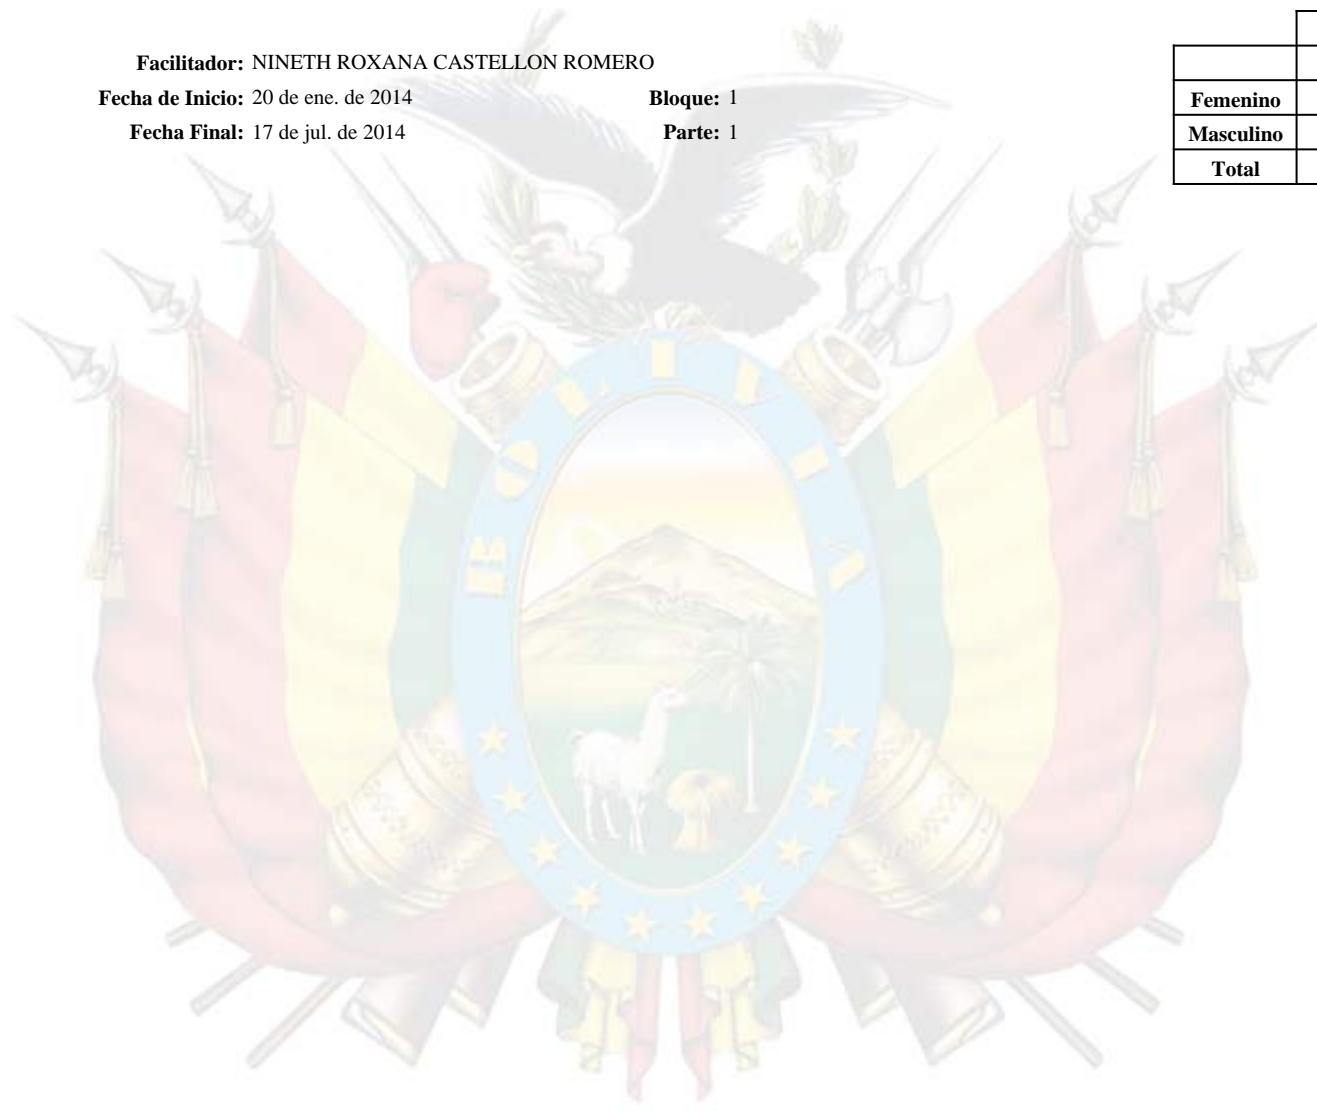 Facilitador: NINETH ROXANA CASTELLON ROMERO
Fecha de Inicio: 20 de ene. de 2014 Bloque: 1
Fecha Final: 17 de jul. de 2014 Parte: 1
Femenino
Masculino
Total
BOLIVIA